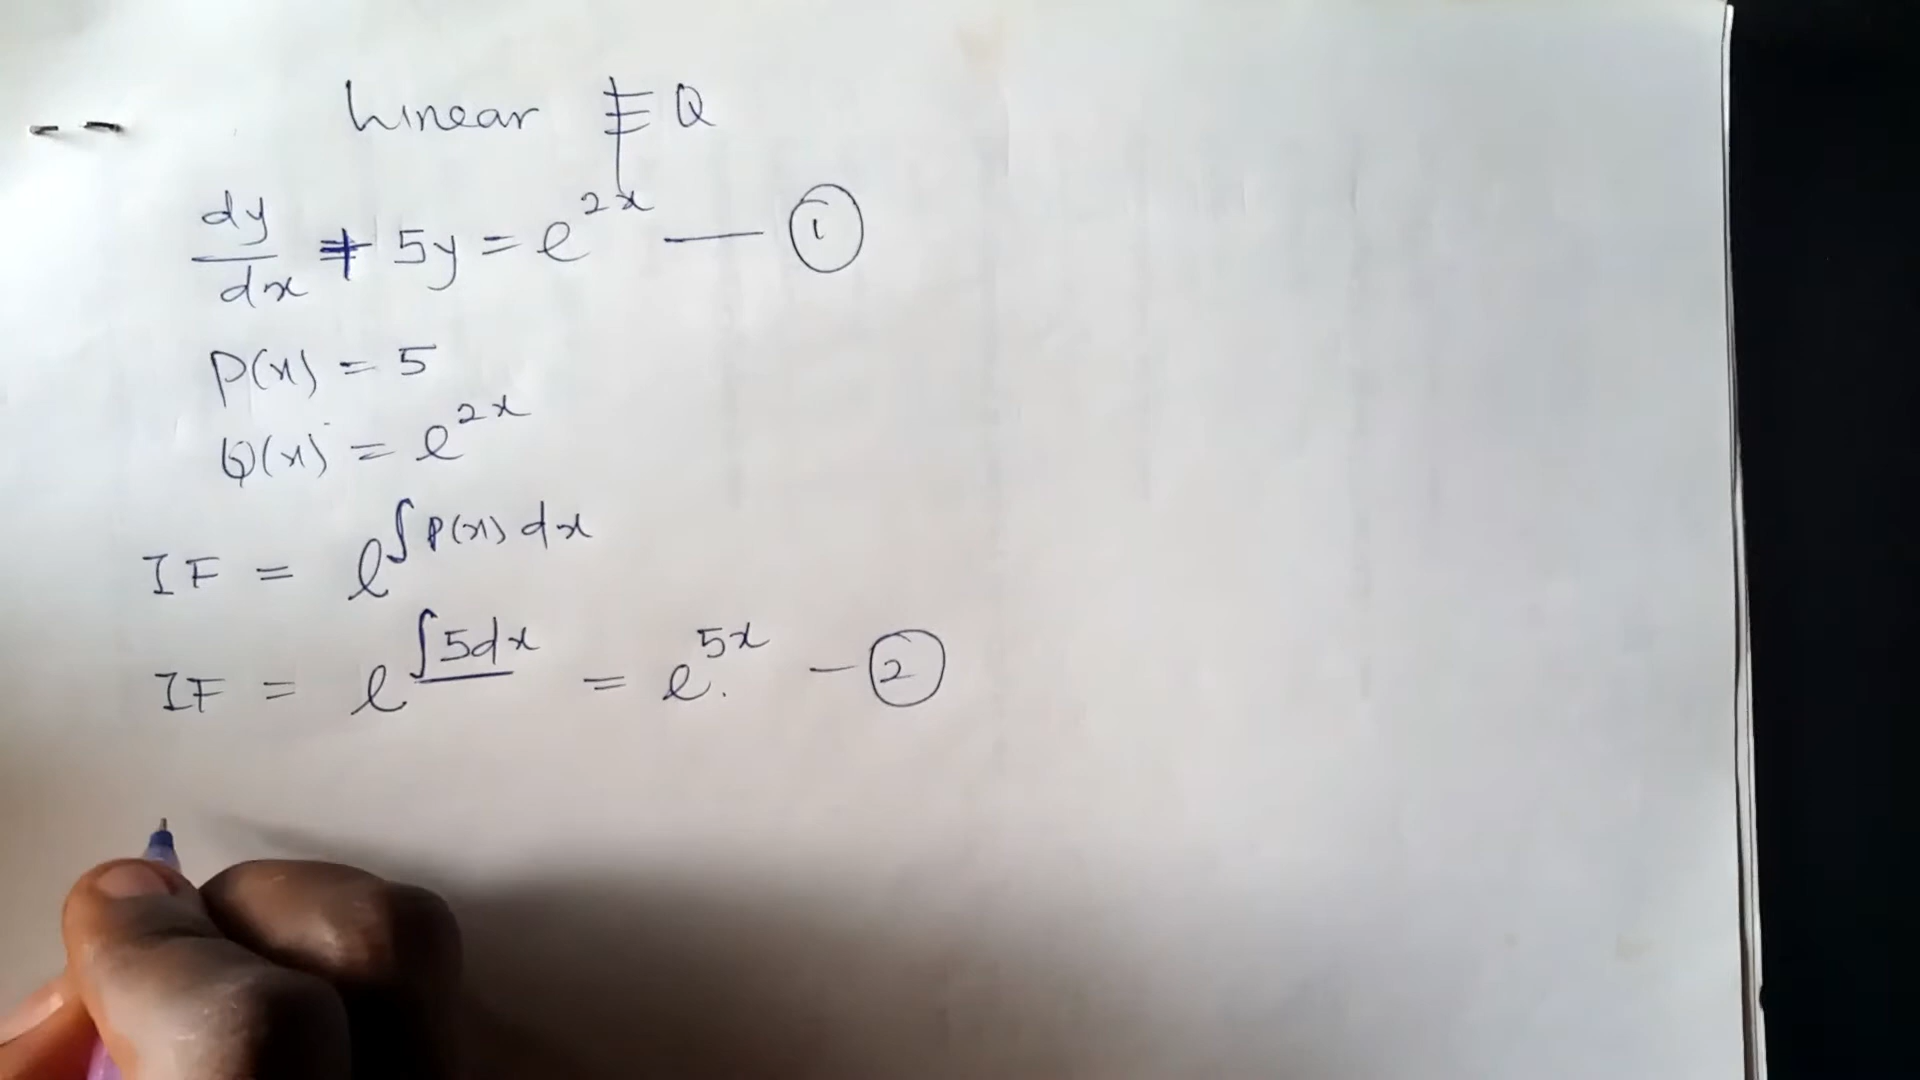 Linear EQ
dy/dx + 5y = e^{2x} — ①
P(x) = 5
Q(x) = e^{2x}
IF = e^{∫P(x)dx}
IF = e^{∫5dx} = e^{5x}. — ②